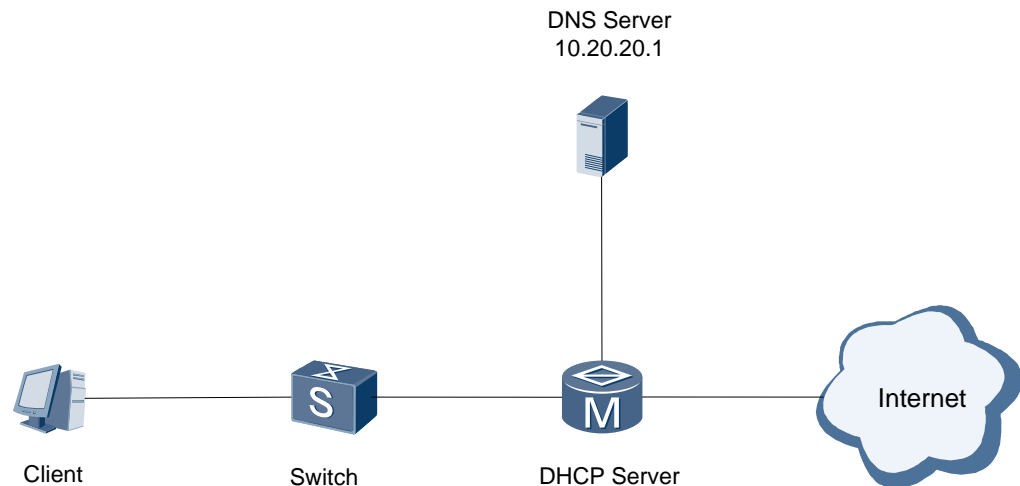 DNS Server
10.20.20.1
S
M
Internet
Client
Switch
DHCP Server